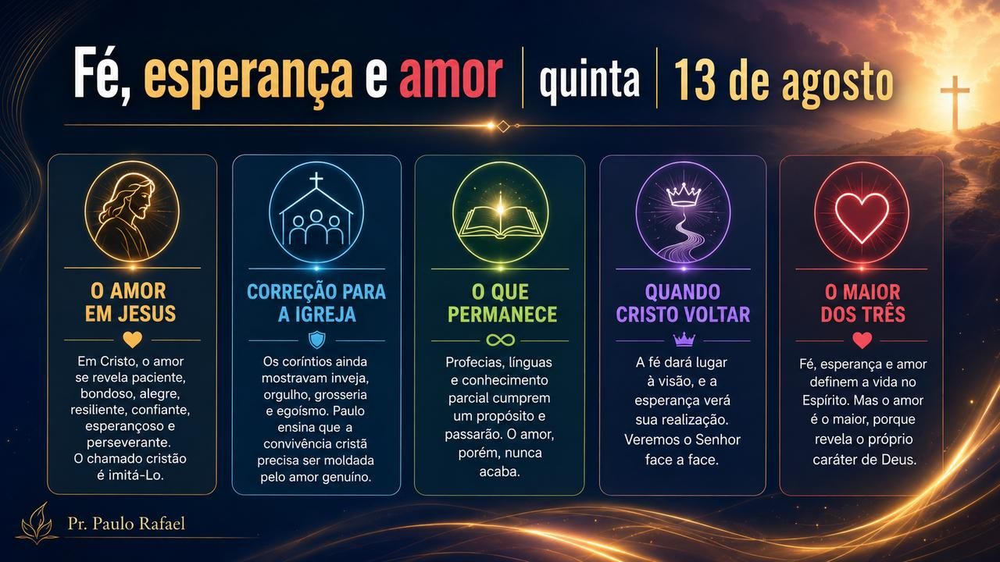 Fé, esperança e amor | quinta | 13 de agosto
O AMOR
EM JESUS
Em Cristo, o amor
se revela paciente,
bondoso, alegre,
resiliente, confiante,
esperançoso e
perseverante.
O chamado cristão
é imitá-Lo.
CORREÇÃO PARA
A IGREJA
Os coríntios ainda
mostravam inveja,
orgulho, grosseria
e egoísmo. Paulo
ensina que a
convivência cristã
precisa ser moldada
pelo amor genuíno.
O QUE
PERMANECE
Profecias, línguas
e conhecimento
parcial cumprem
um propósito e
passarão. O amor,
porém, nunca
acaba.
QUANDO
CRISTO VOLTAR
A fé dará lugar
à visão, e a
esperança verá
sua realização.
Veremos o Senhor
face a face.
O MAIOR
DOS TRÊS
Fé, esperança e amor
definem a vida no
Espírito. Mas o amor
é o maior, porque
revela o próprio
caráter de Deus.
Pr. Paulo Rafael